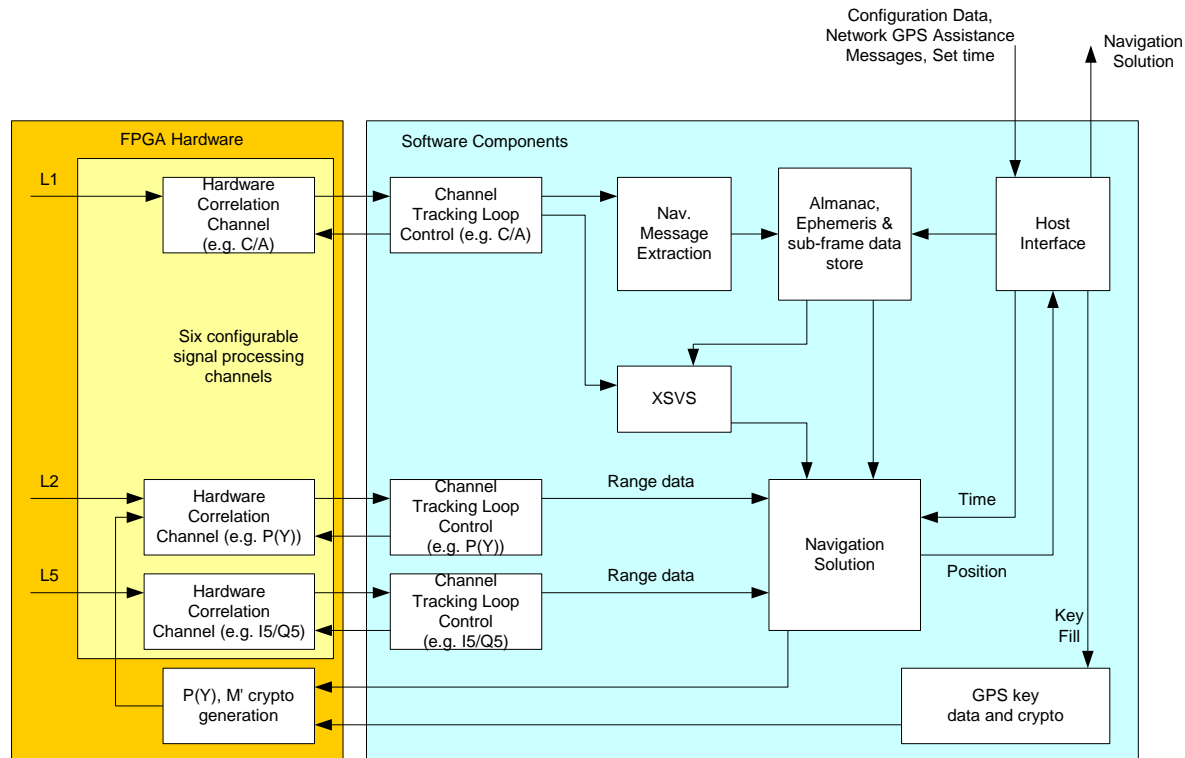 Configuration Data,
Network GPS Assistance
Messages, Set time
Navigation
Solution
FPGA Hardware
Software Components
L1
Hardware
Correlation
Channel
(e.g. C/A)
Channel
Tracking Loop
Control (e.g. C/A)
Nav.
Message
Extraction
Almanac,
Ephemeris &
sub-frame data
store
Host
Interface
Six configurable
signal processing
channels
XSVS
L2
Hardware
Correlation
Channel (e.g. P(Y))
Channel
Tracking Loop
Control
(e.g. P(Y))
Range data
Navigation
Solution
Time
Position
L5
Hardware
Correlation
Channel (e.g. I5/Q5)
Channel
Tracking Loop
Control
(e.g. I5/Q5)
Range data
Key
Fill
P(Y), M' crypto
generation
GPS key
data and crypto